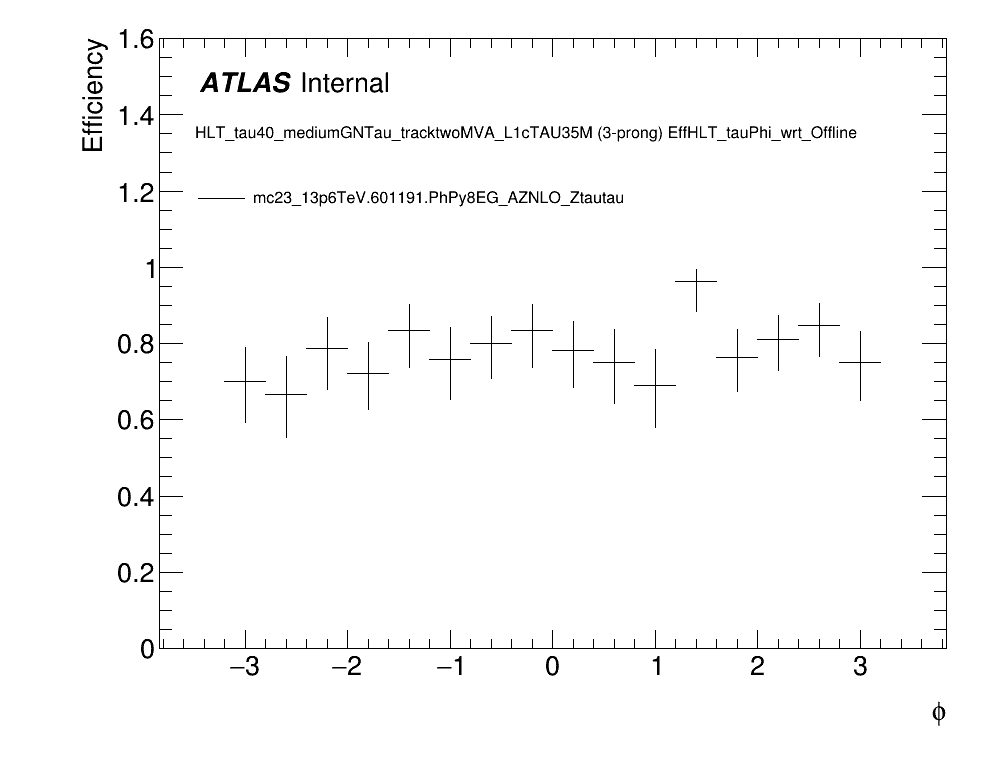 Efficiency
1.6
1.4
1.2
1
0.8
0.6
0.4
0.2
0
ATLAS Internal
HLT_tau40_mediumGNTau_tracktwoMVA_L1cTAU35M (3-prong) EffHLT_tauPhi_wrt_Offline
mc23_13p6TeV.601191.PhPy8EG_AZNLO_Ztautau
−3 −2 −1 0 1 2 3
ϕ